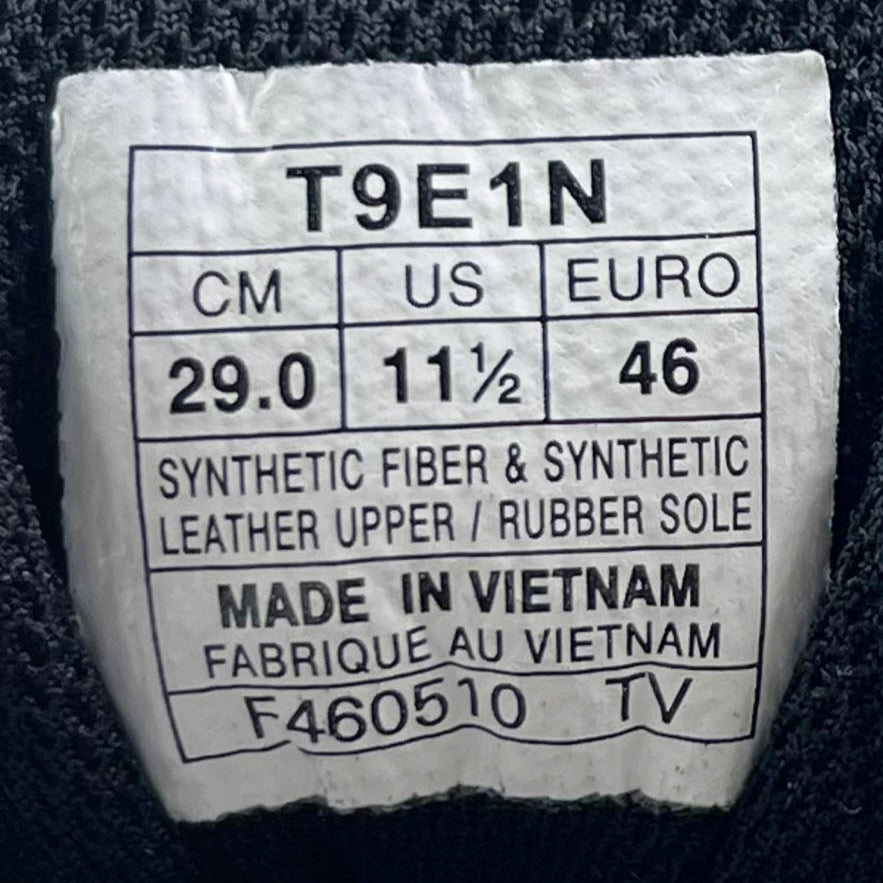 T9E1N
CM US EURO
29.0 11½ 46
SYNTHETIC FIBER & SYNTHETIC
LEATHER UPPER / RUBBER SOLE
MADE IN VIETNAM
FABRIQUE AU VIETNAM
F460510 TV